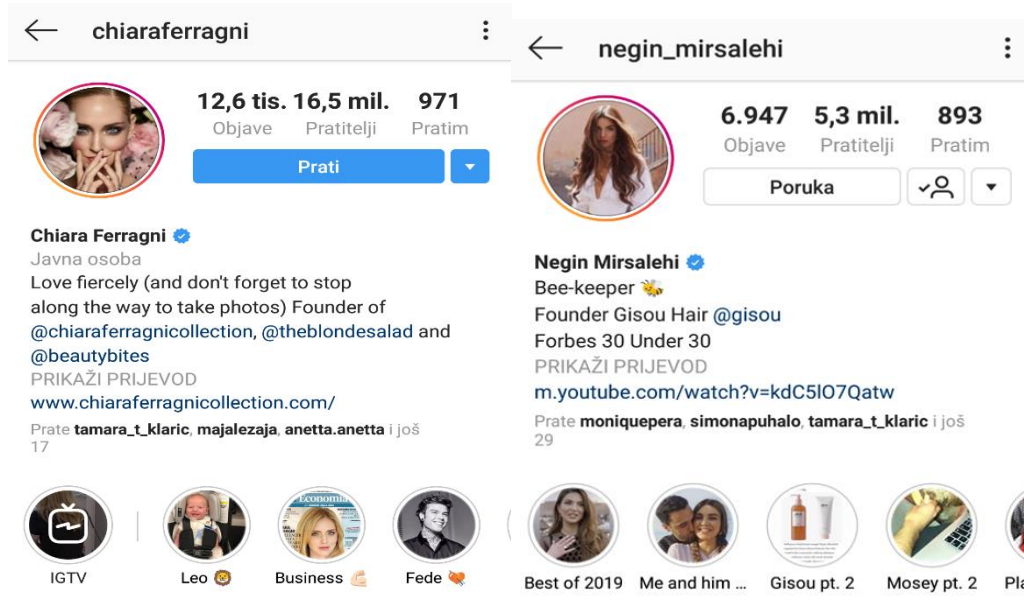 chiaraferragni
12,6 tis. 16,5 mil. 971
Objave Pratitelji Pratim
Prati
Chiara Ferragni
Javna osoba
Love fiercely (and don't forget to stop
along the way to take photos) Founder of
@chiaraferragnicollection, @theblondesalad and
@beautybites
PRIKAŽI PRIJEVOD
www.chiaraferragnicollection.com/
Prate tamara_t_klaric, majalezaja, anetta.anetta i još
17
Economia
IGTV Leo 🦁 Business 💪🏻 Fede 💘
negin_mirsalehi
6.947 5,3 mil. 893
Objave Pratitelji Pratim
Poruka
Negin Mirsalehi
Bee-keeper 🐝
Founder Gisou Hair @gisou
Forbes 30 Under 30
PRIKAŽI PRIJEVOD
m.youtube.com/watch?v=kdC5lO7Qatw
Prate moniquepera, simonapuhalo, tamara_t_klaric i još
29
Best of 2019 Me and him ... Gisou pt. 2 Mosey pt. 2 Pla